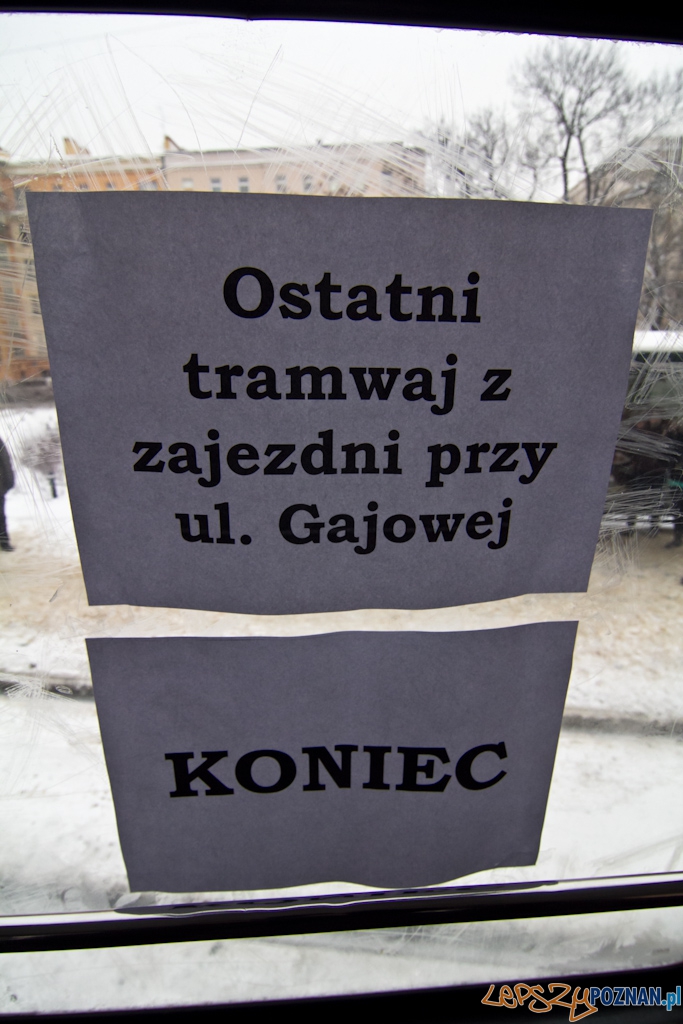 Ostatni
tramwaj z
zajezdni przy
ul. Gajowej
KONIEC
LEPSZYPOZNAN.pl